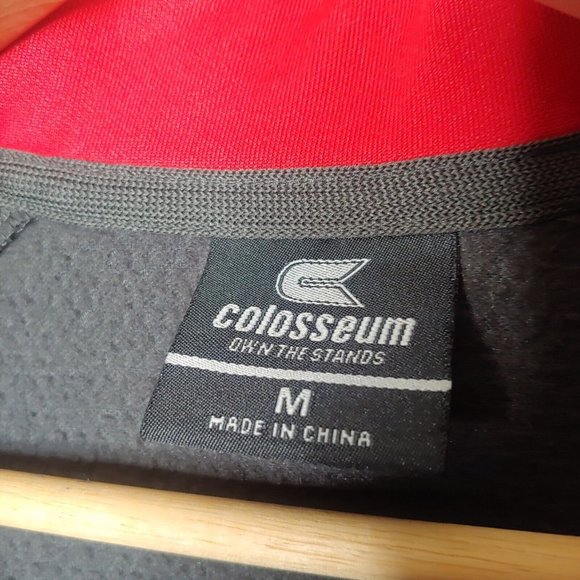 COLOSSEUM
OWN THE STANDS
M
MADE IN CHINA